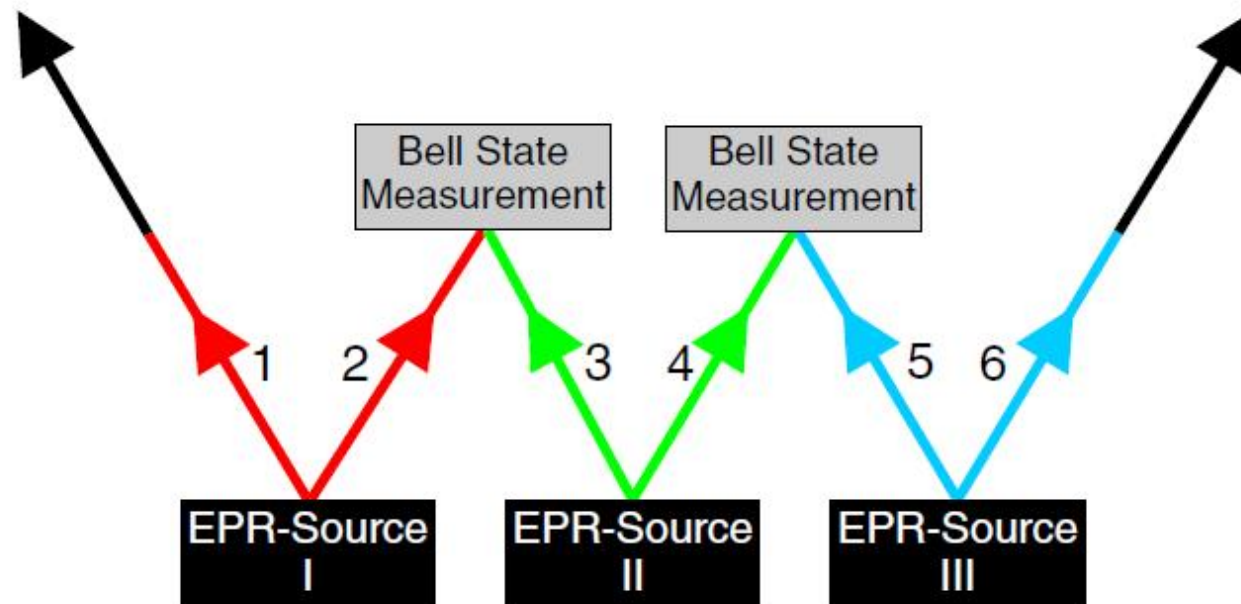 Bell State
Measurement
Bell State
Measurement
1
2
3
4
5
6
EPR-Source
I
EPR-Source
II
EPR-Source
III